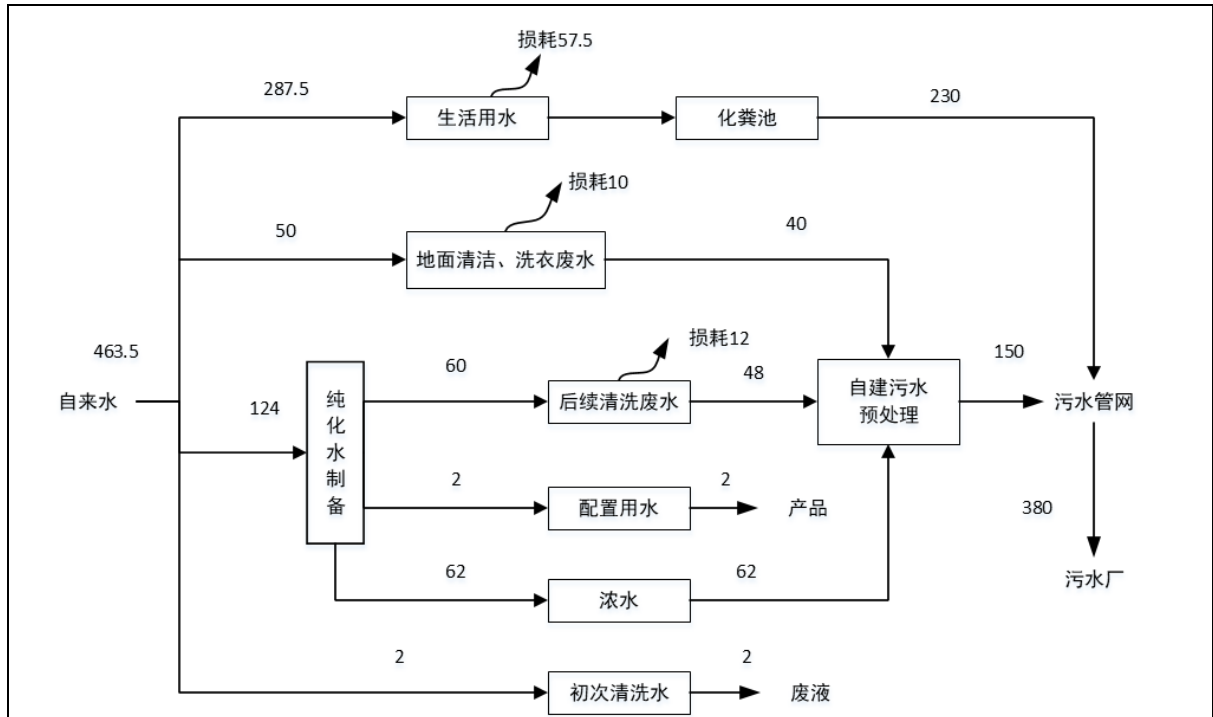 损耗57.5
287.5
生活用水
化粪池
230
损耗10
50
地面清洁、洗衣废水
40
463.5
自来水
124
纯化水制备
60
损耗12
后续清洗废水
48
自建污水
预处理
150
污水管网
2
配置用水
2
产品
380
62
浓水
62
污水厂
2
初次清洗水
2
废液